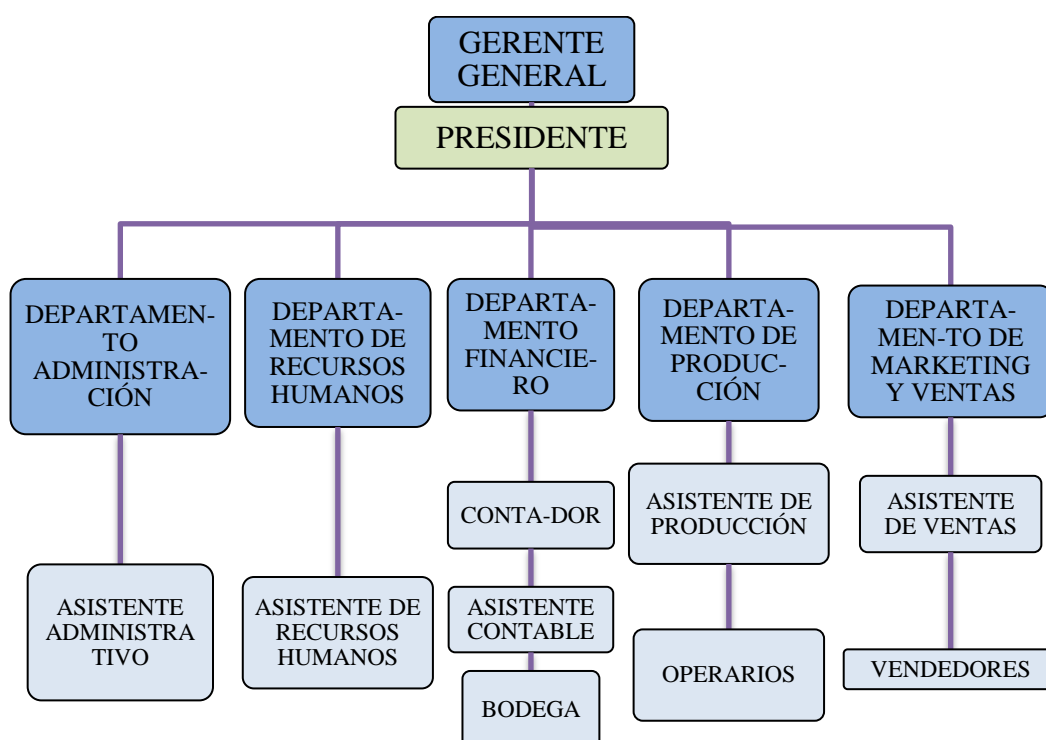 GERENTE
GENERAL
PRESIDENTE
DEPARTAMEN-
TO
ADMINISTRA-
CIÓN
DEPARTA-
MENTO DE
RECURSOS
HUMANOS
DEPARTA-
MENTO
FINANCIE-
RO
DEPARTA-
MENTO DE
PRODUC-
CIÓN
DEPARTA-
MEN-TO DE
MARKETING
Y VENTAS
ASISTENTE
ADMINISTRA
TIVO
ASISTENTE DE
RECURSOS
HUMANOS
CONTA-DOR
ASISTENTE
CONTABLE
BODEGA
ASISTENTE DE
PRODUCCIÓN
OPERARIOS
ASISTENTE
DE VENTAS
VENDEDORES